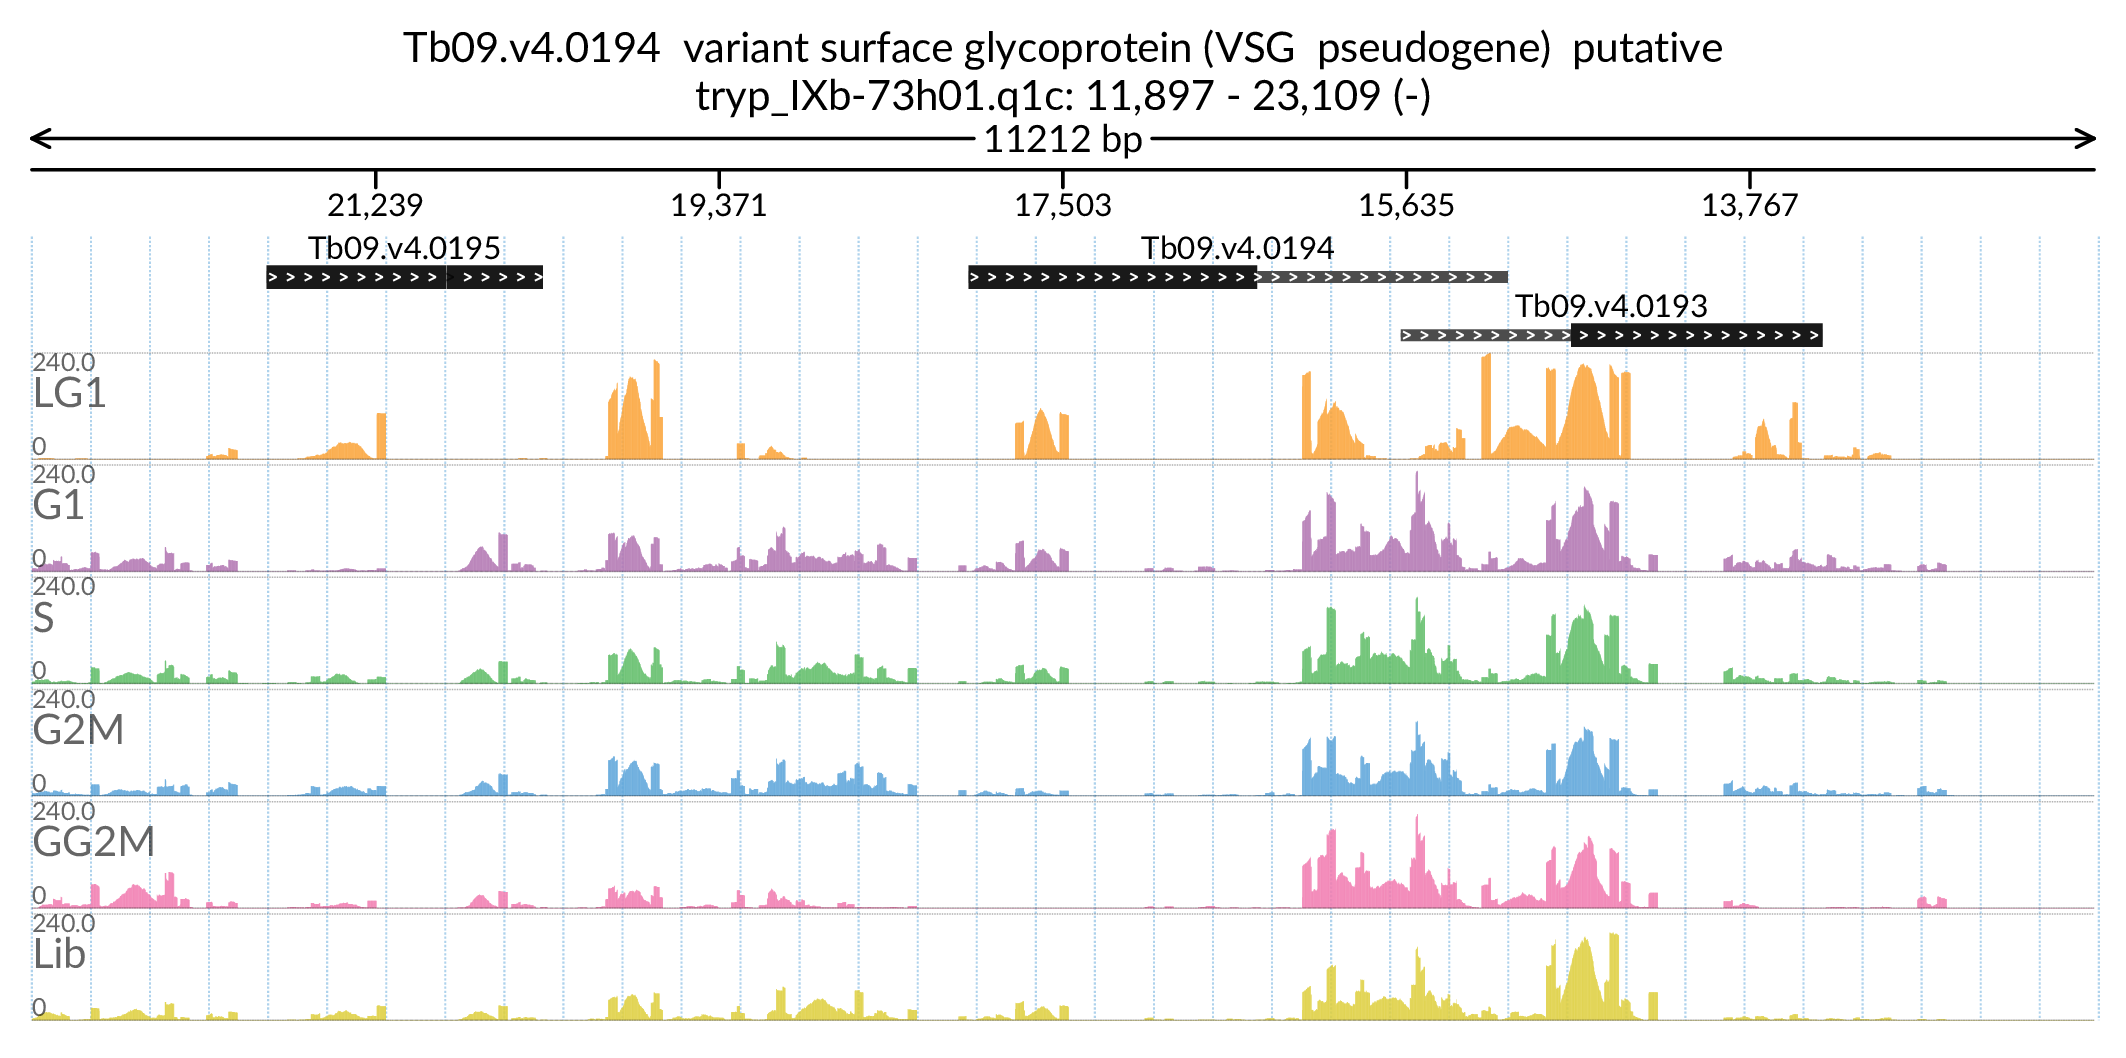 Tb09.v4.0194 variant surface glycoprotein (VSG pseudogene) putative
tryp_IXb-73h01.q1c: 11,897 - 23,109 (-)
11212 bp
21,239 19,371 17,503 15,635 13,767
Tb09.v4.0195 Tb09.v4.0194
Tb09.v4.0193
240.0
LG1
0
240.0
G1
0
240.0
S
0
240.0
G2M
0
240.0
GG2M
0
240.0
Lib
0